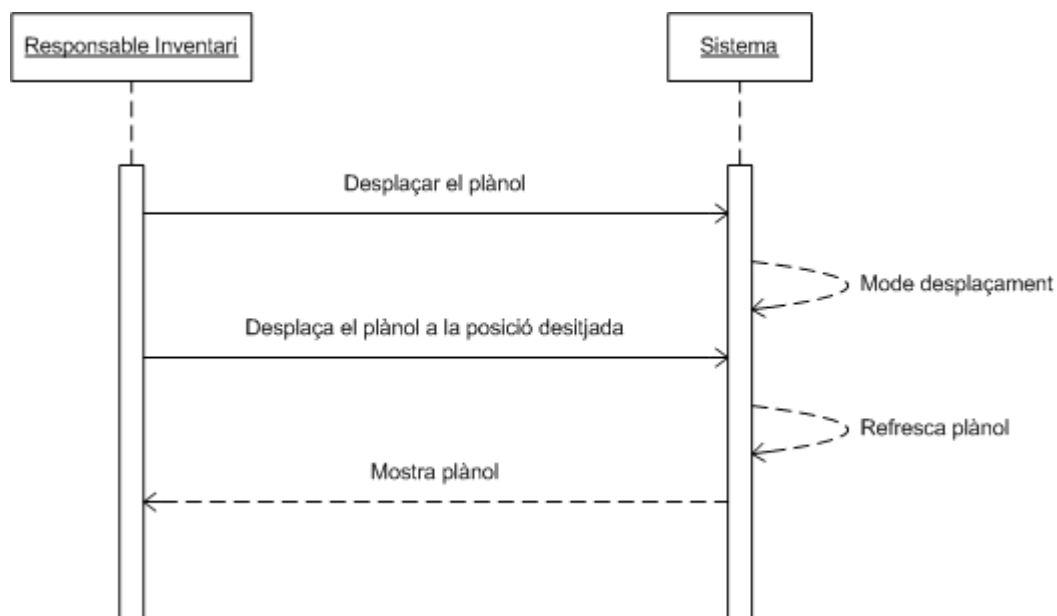 Responsable Inventari
Sistema
Desplaçar el plànol
Mode desplaçament
Desplaça el plànol a la posició desitjada
Refresca plànol
Mostra plànol